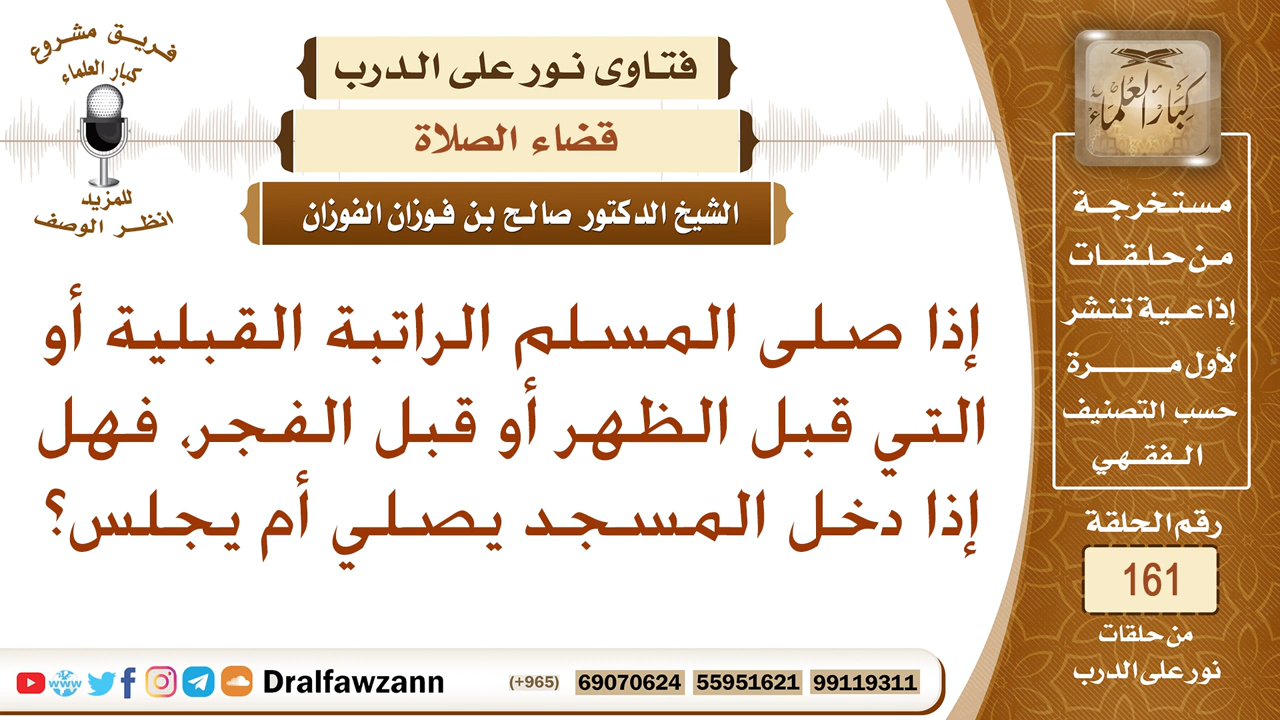 فريق مشروع
كبار العلماء
للمزيد
انظر الوصف
فتاوى نور على الدرب
قضاء الصلاة
الشيخ الدكتور صالح بن فوزان الفوزان
إذا صلى المسلم الراتبة القبلية أو
التي قبل الظهر أو قبل الفجر، فهل
إذا دخل المسجد يصلي أم يجلس؟
كبار العلماء
مستخرجة
من حلقات
إذاعية تنشر
لأول مرة
حسب التصنيف
الفقهي
رقم الحلقة
161
من حلقات
نور على الدرب
www
Dralfawzann
(+965) 69070624 55951621 99119311